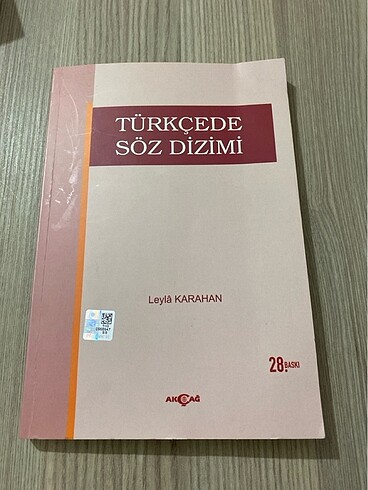 TÜRKÇEDE
SÖZ DİZİMİ
Leylâ KARAHAN
28. BASKI
AKÇAĞ